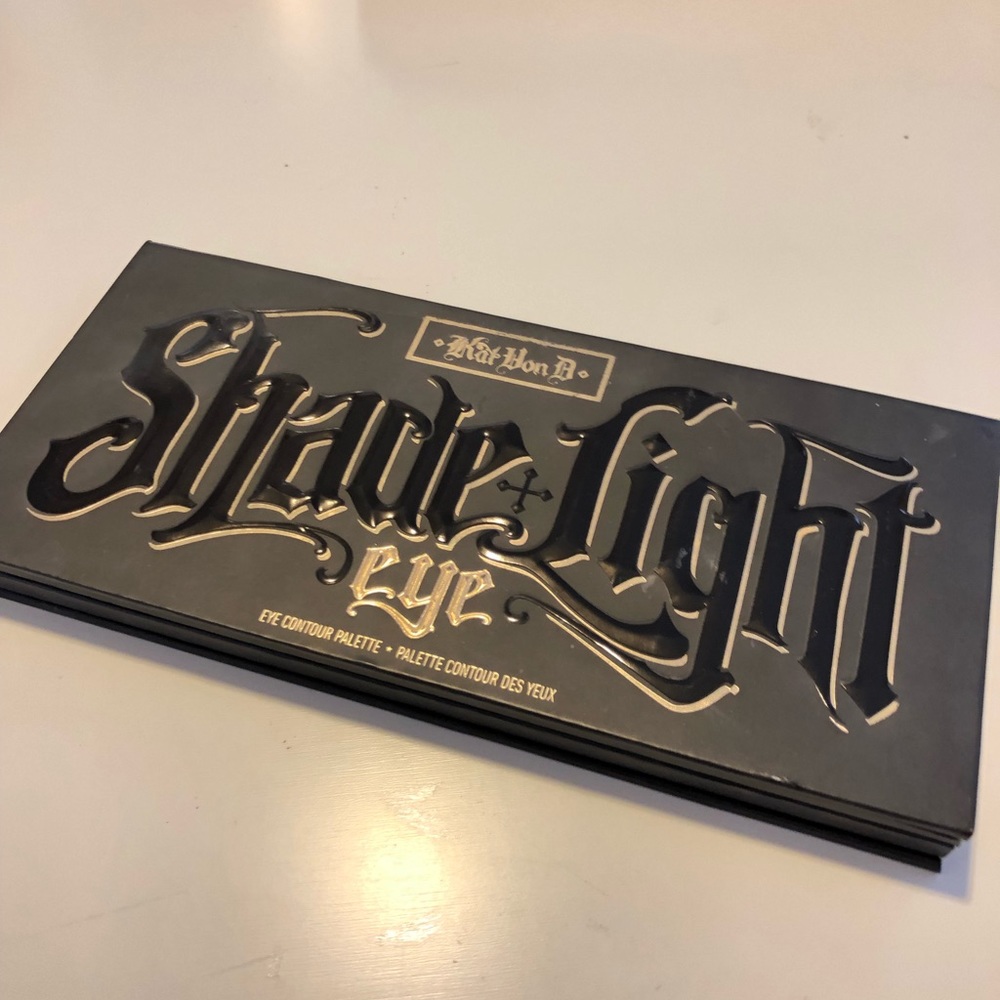 Kat Von D
Shade + Light
eye
EYE CONTOUR PALETTE • PALETTE CONTOUR DES YEUX